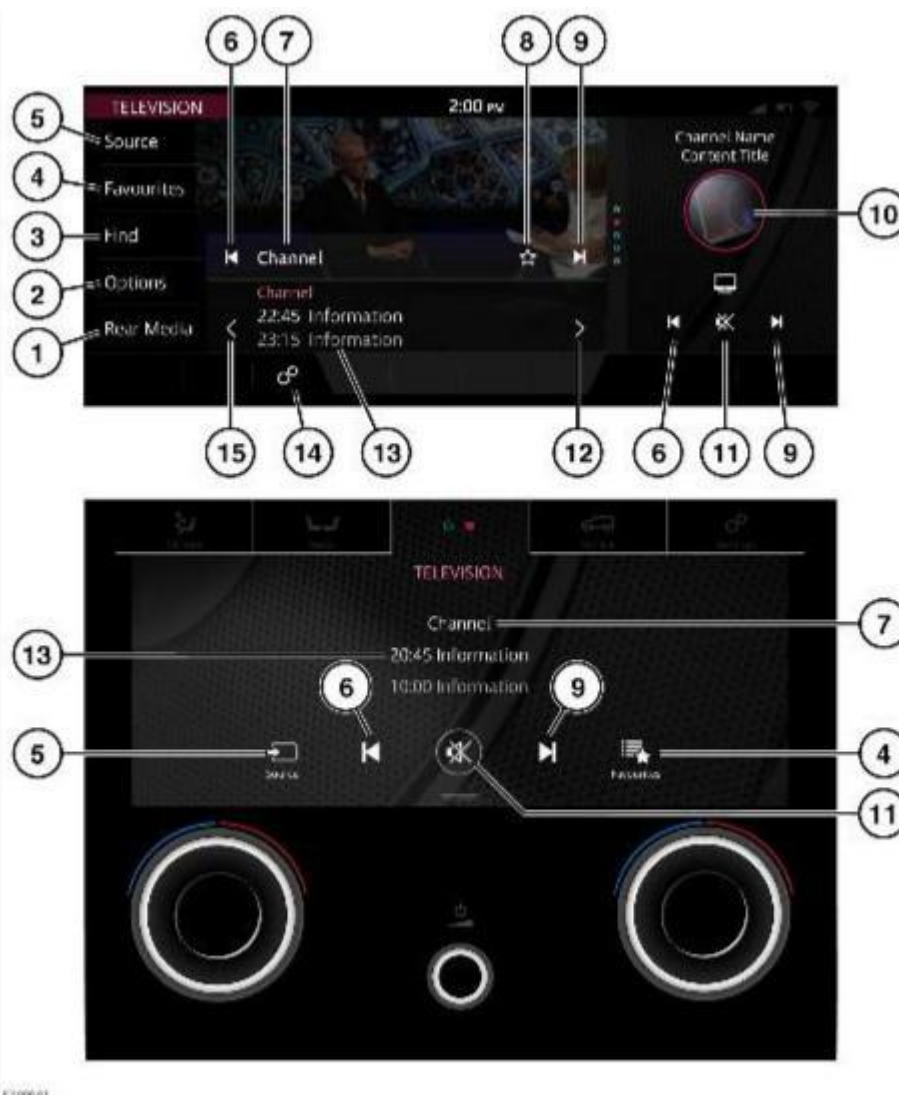 6 7 8 9
TELEVISION
2:00 PM
5
Source
Channel Name
Content Title
4
Favourites
3
Find
10
Channel
2
Options
Channel
22:45 Information
1
Rear Media
23:15 Information
15 14 13 12 6 11 9
TELEVISION
Channel
7
13
20:45 Information
6
10:00 Information
9
5
Source
Favourites
4
11